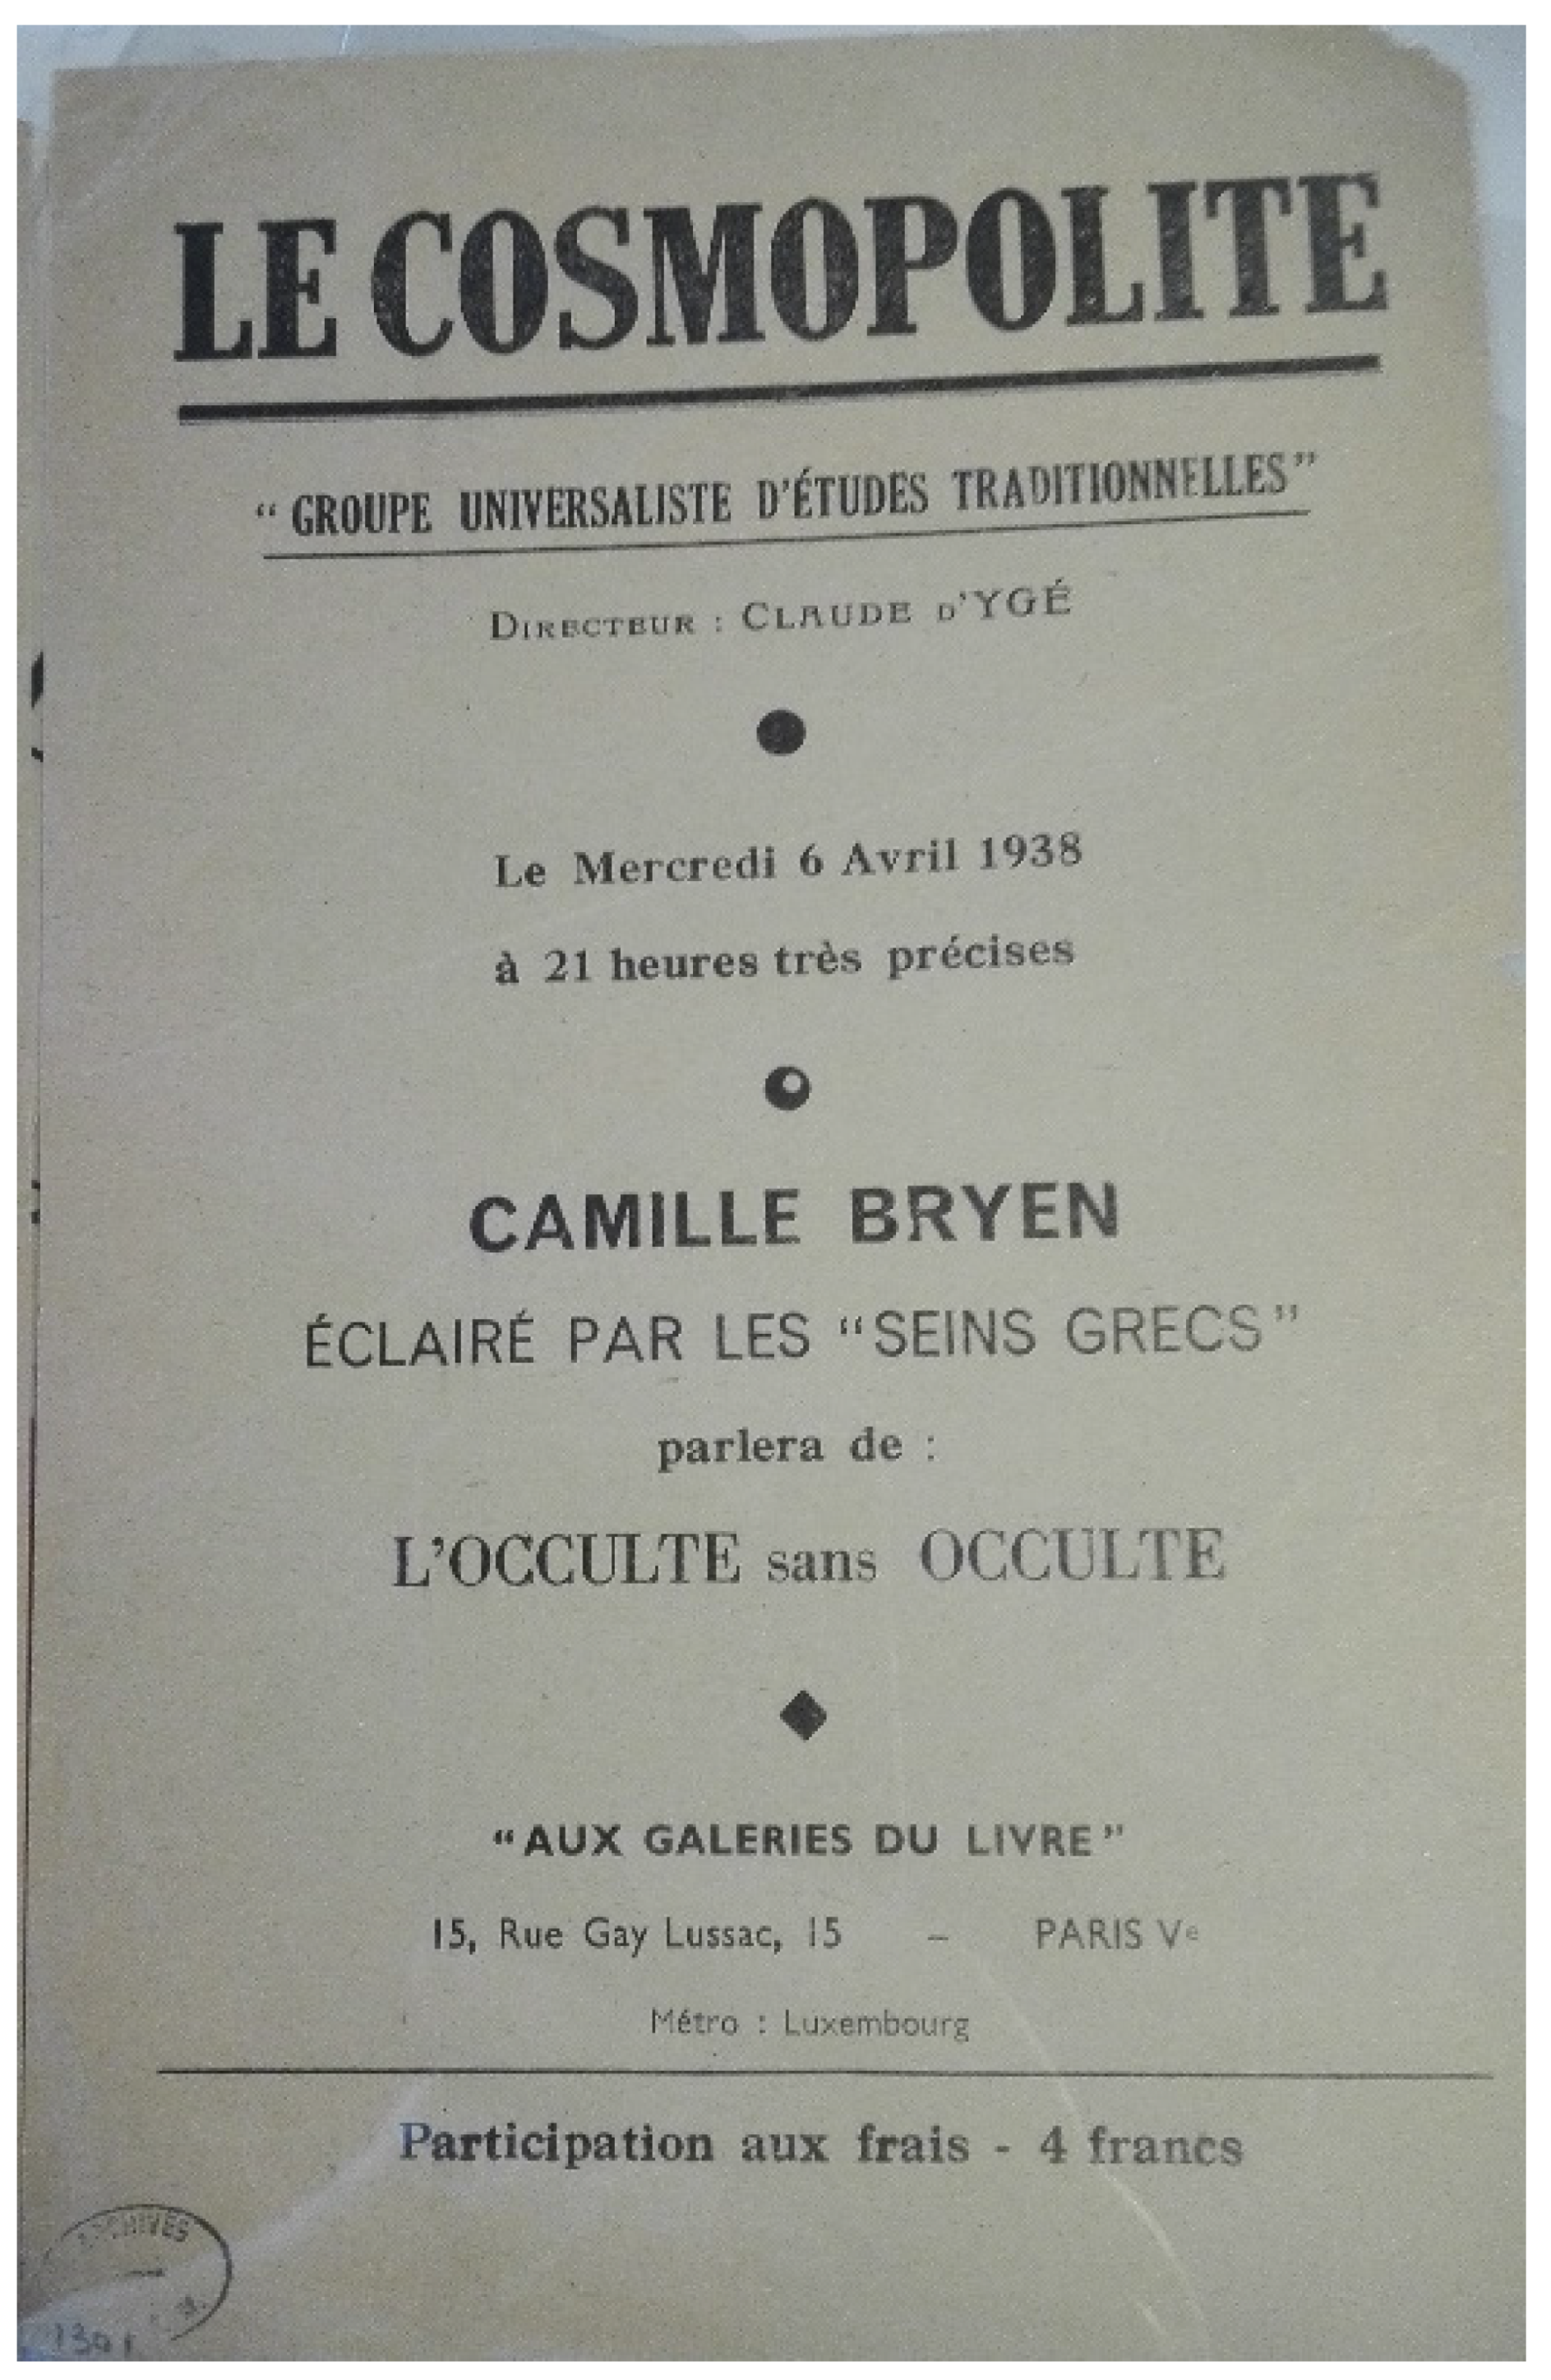 LE COSMOPOLITE
“GROUPE UNIVERSALISTE D'ÉTUDES TRADITIONNELLES”
DIRECTEUR : CLAUDE D'YGÉ
Le Mercredi 6 Avril 1938
à 21 heures très précises
CAMILLE BRYEN
ÉCLAIRÉ PAR LES “SEINS GRECS”
parlera de :
L'OCCULTE sans OCCULTE
“AUX GALERIES DU LIVRE”
15, Rue Gay Lussac, 15 – PARIS Ve
Métro : Luxembourg
Participation aux frais - 4 francs
ARCHIVES